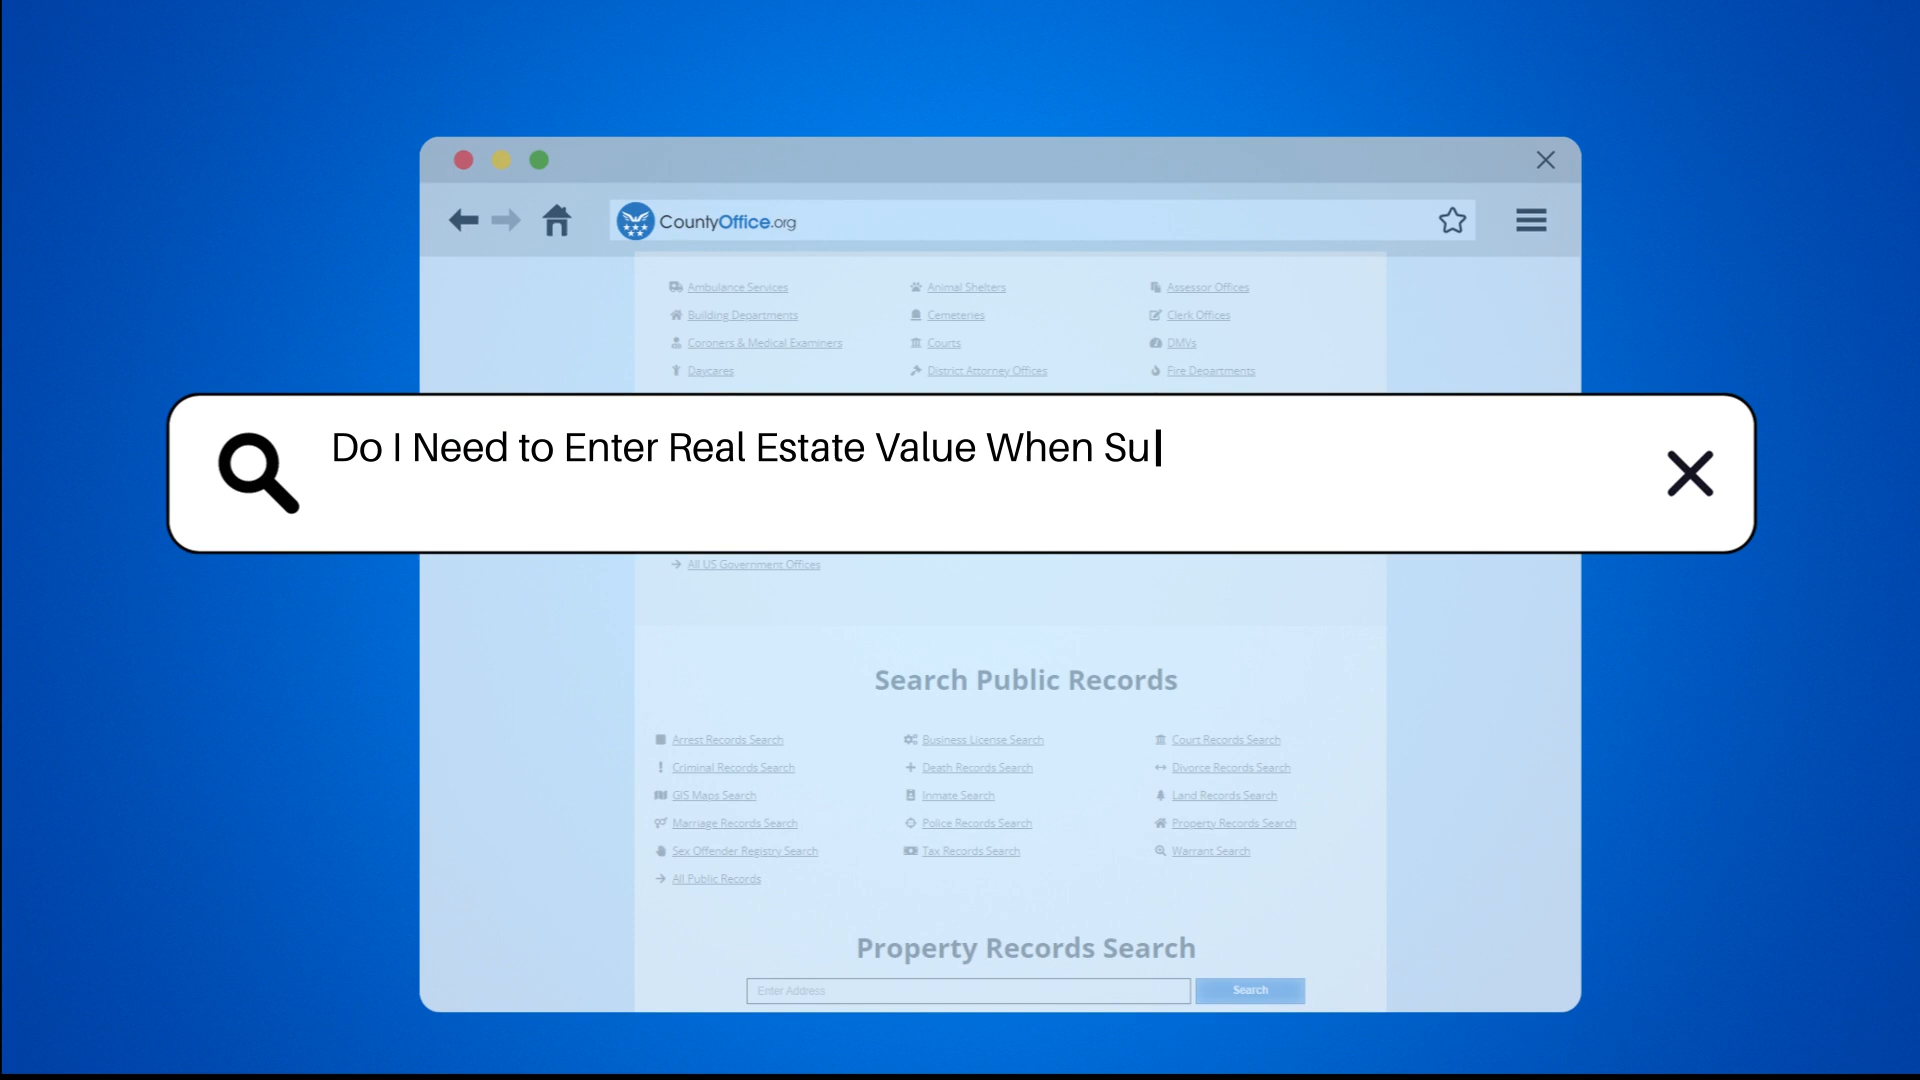 CountyOffice.org
Ambulance Services
Animal Shelters
Assessor Offices
Building Departments
Cemeteries
Clerk Offices
Coroners & Medical Examiners
Courts
DMVs
Daycares
District Attorney Offices
Fire Departments
Do I Need to Enter Real Estate Value When Su
All US Government Offices
Search Public Records
Arrest Records Search
Business License Search
Court Records Search
Criminal Records Search
Death Records Search
Divorce Records Search
GIS Maps Search
Inmate Search
Land Records Search
Marriage Records Search
Police Records Search
Property Records Search
Sex Offender Registry Search
Tax Records Search
Warrant Search
All Public Records
Property Records Search
Enter Address
Search